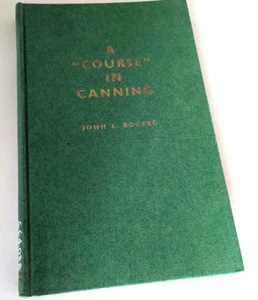 A
"COURSE"
IN
CANNING
JOHN L. ROGERS